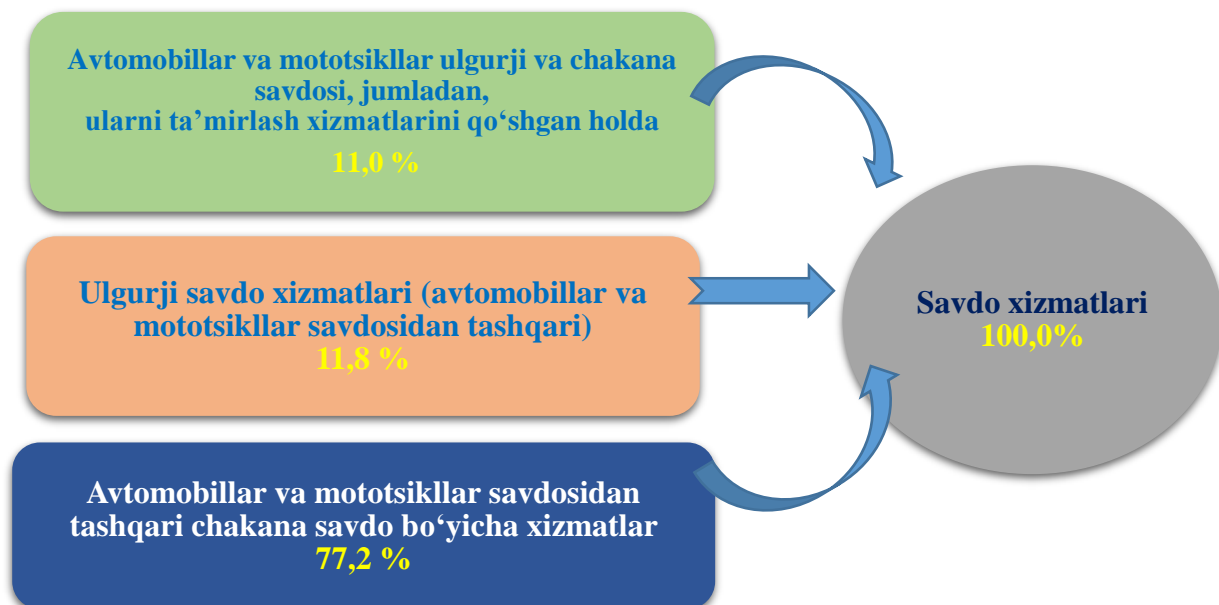 Avtomobillar va mototsikllar ulgurji va chakana
savdosi, jumladan,
ularni ta’mirlash xizmatlarini qo‘shgan holda
11,0 %
Ulgurji savdo xizmatlari (avtomobillar va
mototsikllar savdosidan tashqari)
11,8 %
Avtomobillar va mototsikllar savdosidan
tashqari chakana savdo bo‘yicha xizmatlar
77,2 %
Savdo xizmatlari
100,0%